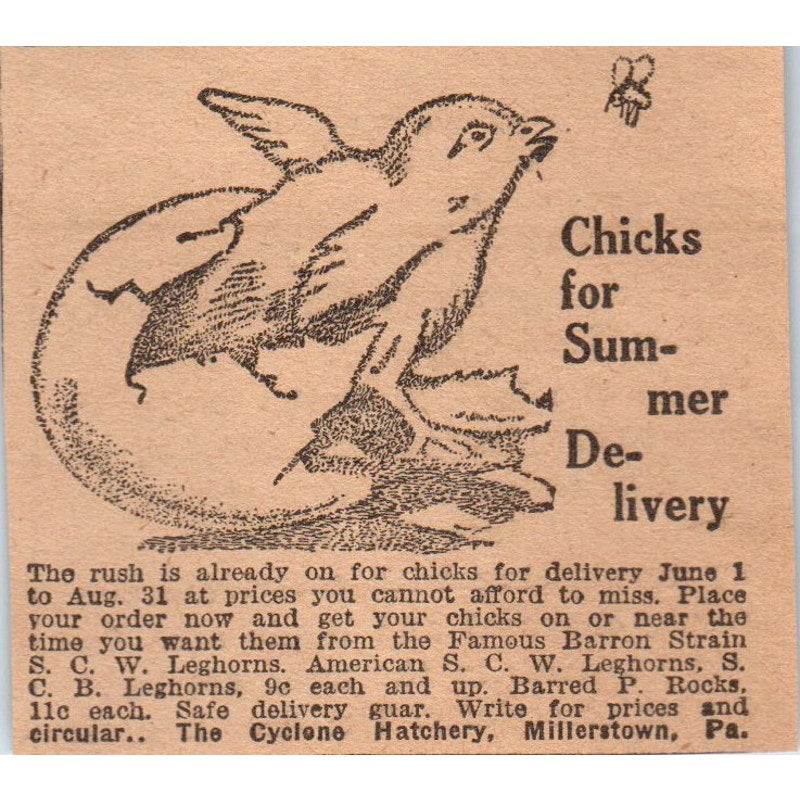 Chicks
for
Sum-
mer
De-
livery
The rush is already on for chicks for delivery June 1
to Aug. 31 at prices you cannot afford to miss. Place
your order now and get your chicks on or near the
time you want them from the Famous Barron Strain
S. C. W. Leghorns. American S. C. W. Leghorns, S.
C. B. Leghorns, 9c each and up. Barred P. Rocks,
11c each. Safe delivery guar. Write for prices and
circular.. The Cyclone Hatchery, Millerstown, Pa.